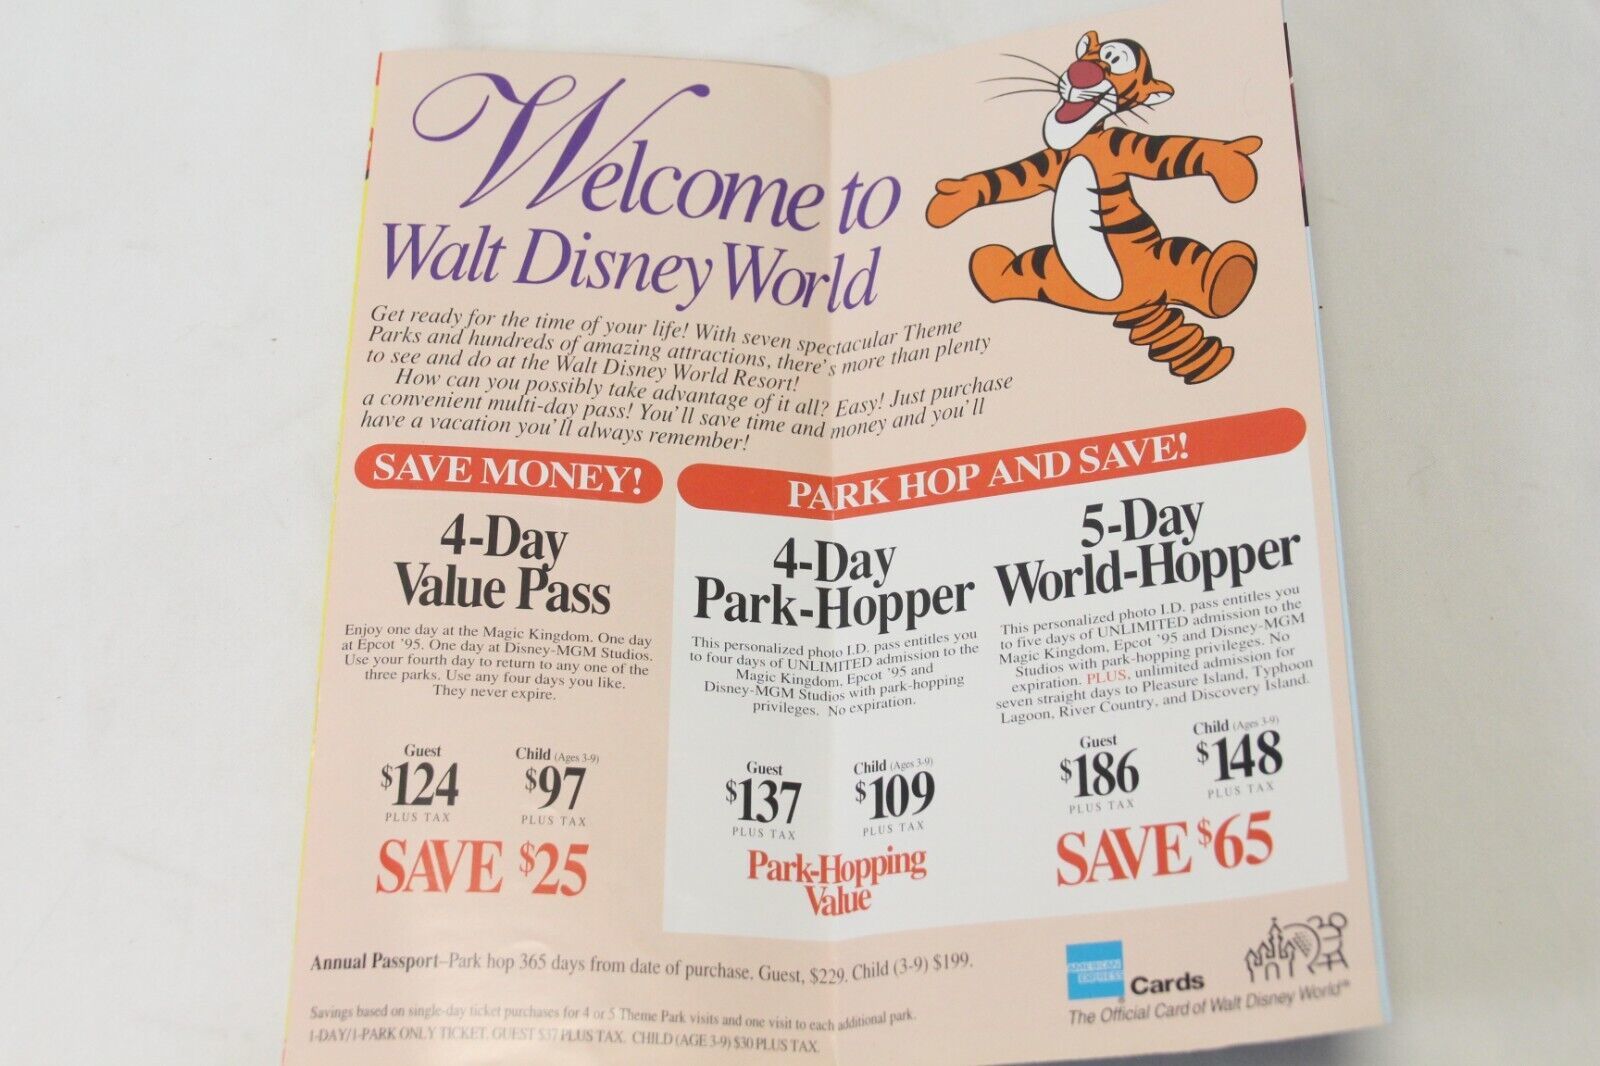 Welcome to
Walt Disney World
Get ready for the time of your life! With seven spectacular Theme
Parks and hundreds of amazing attractions, there's more than plenty
to see and do at the Walt Disney World Resort!
How can you possibly take advantage of it all? Easy! Just purchase
a convenient multi-day pass! You'll save time and money and you'll
have a vacation you'll always remember!
SAVE MONEY!
4-Day
Value Pass
Enjoy one day at the Magic Kingdom. One day
at Epcot '95. One day at Disney-MGM Studios.
Use your fourth day to return to any one of the
three parks. Use any four days you like.
They never expire.
Guest
$124
PLUS TAX
Child (Ages 3-9)
$97
PLUS TAX
SAVE $25
PARK HOP AND SAVE!
4-Day
Park-Hopper
This personalized photo I.D. pass entitles you
to four days of UNLIMITED admission to the
Magic Kingdom, Epcot '95 and
Disney-MGM Studios with park-hopping
privileges. No expiration.
Guest
$137
PLUS TAX
Child (Ages 3-9)
$109
PLUS TAX
Park-Hopping
Value
5-Day
World-Hopper
This personalized photo I.D. pass entitles you
to five days of UNLIMITED admission to the
Magic Kingdom, Epcot '95 and Disney-MGM
Studios with park-hopping privileges. No
expiration. PLUS, unlimited admission for
seven straight days to Pleasure Island, Typhoon
Lagoon, River Country, and Discovery Island.
Guest
$186
PLUS TAX
Child (Ages 3-9)
$148
PLUS TAX
SAVE $65
Annual Passport–Park hop 365 days from date of purchase. Guest, $229. Child (3-9) $199.
Savings based on single-day ticket purchases for 4 or 5 Theme Park visits and one visit to each additional park.
1-DAY/1-PARK ONLY TICKET. GUEST $37 PLUS TAX. CHILD (AGE 3-9) $30 PLUS TAX.
AMERICAN
EXPRESS
® Cards
The Official Card of Walt Disney World℠